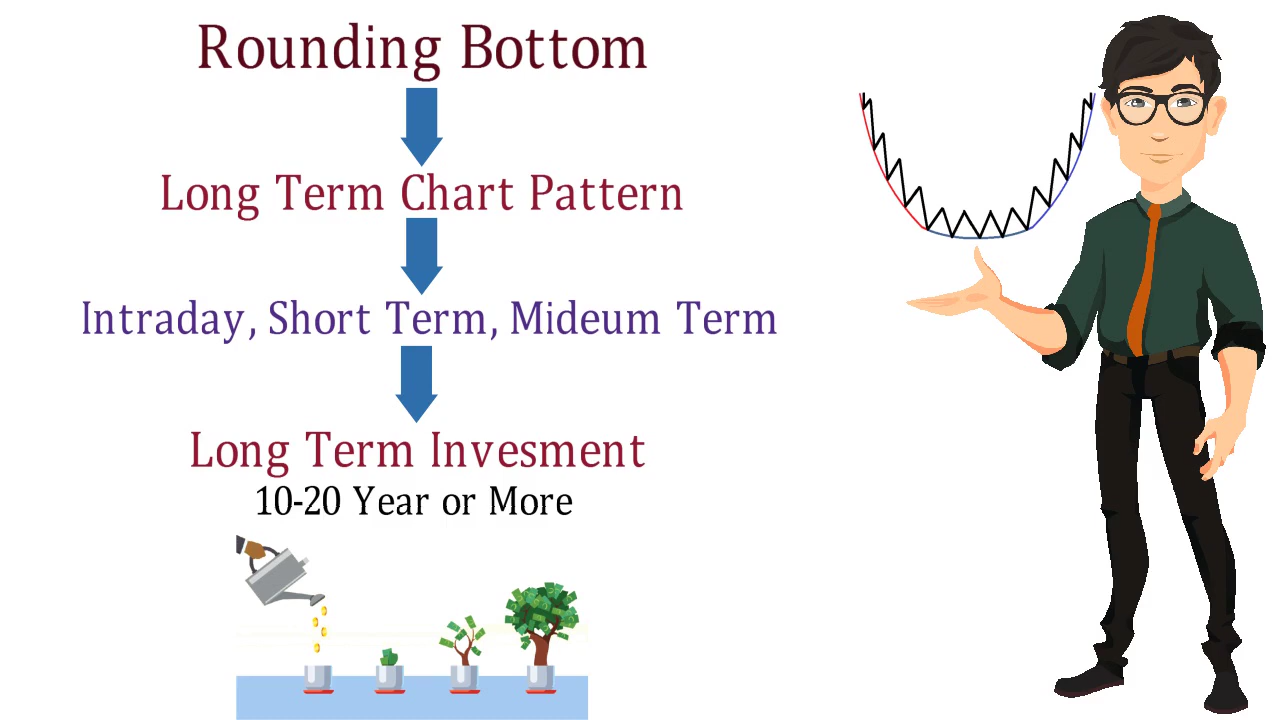 Rounding Bottom
Long Term Chart Pattern
Intraday, Short Term, Mideum Term
Long Term Invesment
10-20 Year or More